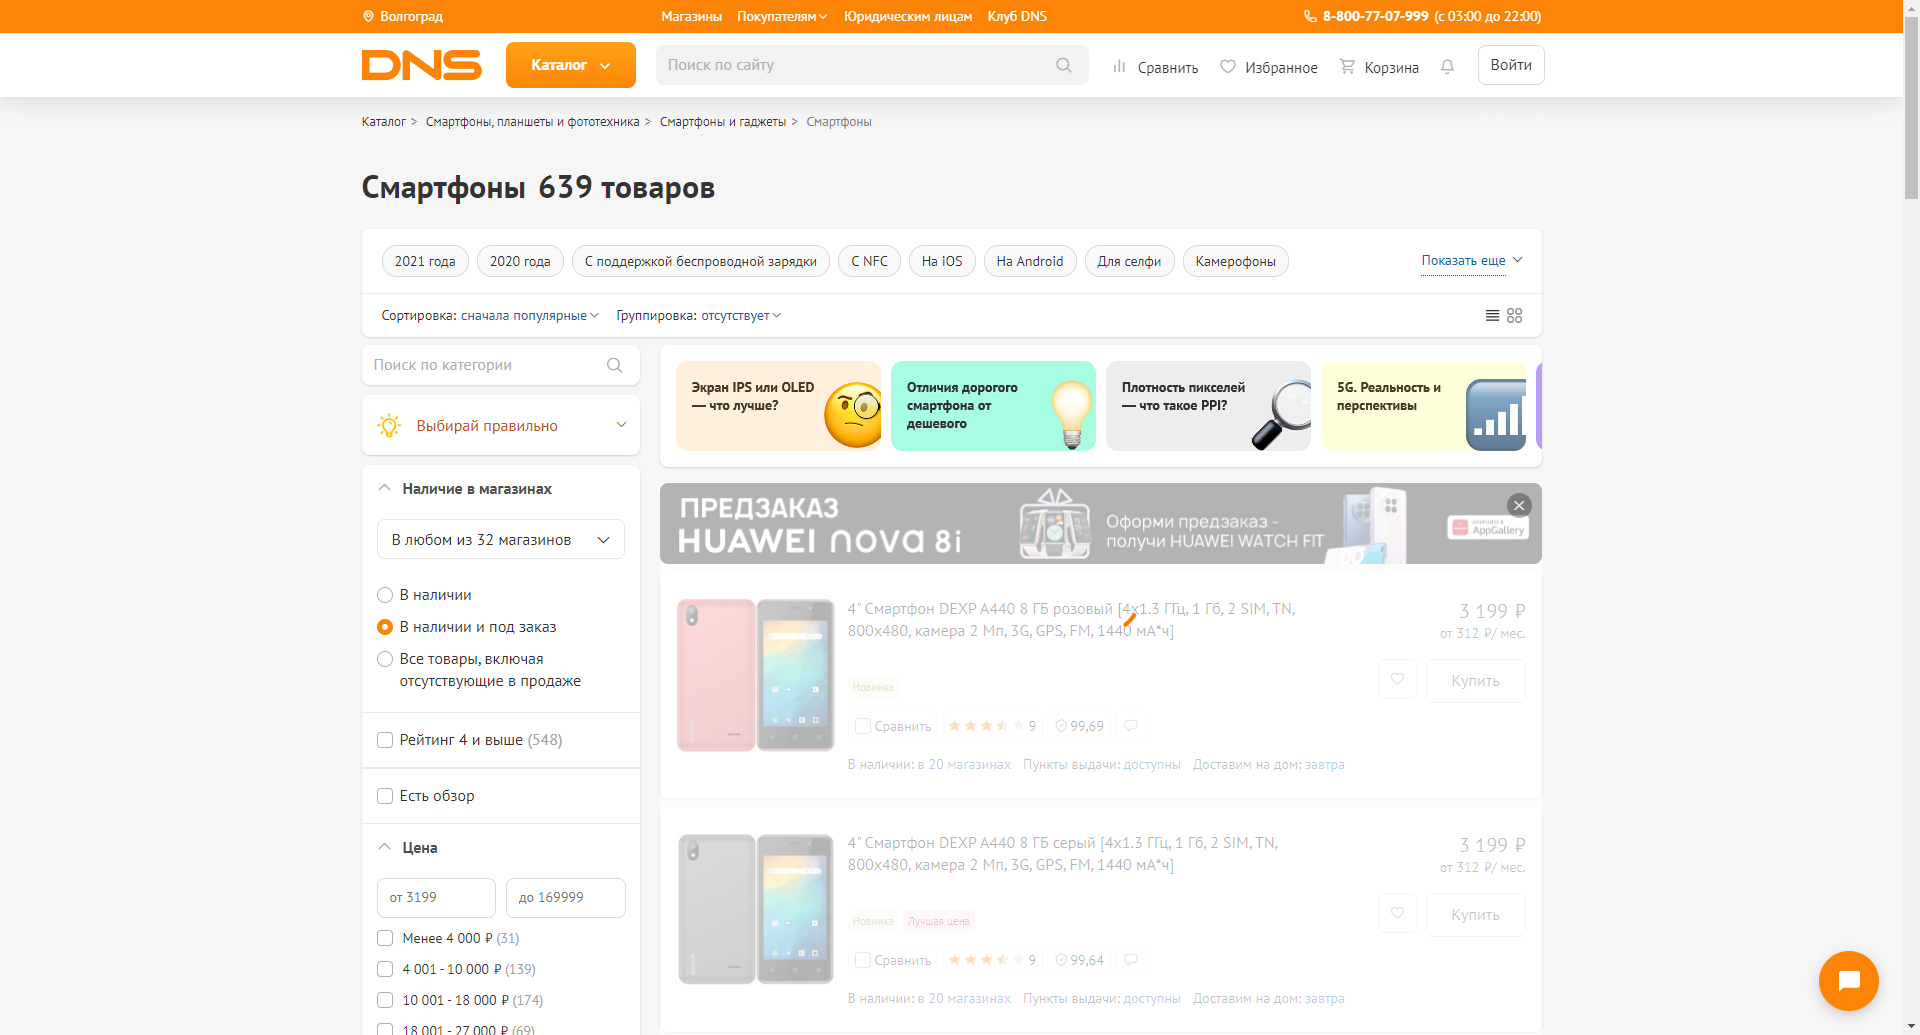 Волгоград
Магазины Покупателям Юридическим лицам Клуб DNS
8-800-77-07-999 (с 03:00 до 22:00)
DNS
Каталог
Поиск по сайту
Сравнить
Избранное
Корзина
Войти
Каталог > Смартфоны, планшеты и фототехника > Смартфоны и гаджеты > Смартфоны
Смартфоны 639 товаров
2021 года
2020 года
С поддержкой беспроводной зарядки
С NFC
На iOS
На Android
Для селфи
Камерофоны
Показать еще
Сортировка: сначала популярные
Группировка: отсутствует
Поиск по категории
Выбирай правильно
Наличие в магазинах
В любом из 32 магазинов
В наличии
В наличии и под заказ
Все товары, включая
отсутствующие в продаже
Рейтинг 4 и выше (548)
Есть обзор
Цена
от 3199
до 169999
Менее 4 000 ₽ (31)
4 001 - 10 000 ₽ (139)
10 001 - 18 000 ₽ (174)
18 001 - 27 000 ₽ (69)
Экран IPS или OLED
— что лучше?
Отличия дорогого
смартфона от
дешевого
Плотность пикселей
— что такое PPI?
5G. Реальность и
перспективы
ПРЕДЗАКАЗ
HUAWEI nova 8i
Оформи предзаказ -
получи HUAWEI WATCH FIT
ОТКРОЙТЕ В
AppGallery
4" Смартфон DEXP A440 8 ГБ розовый [4x1.3 ГГц, 1 Гб, 2 SIM, TN,
800x480, камера 2 Мп, 3G, GPS, FM, 1440 мА*ч]
3 199 ₽
от 312 ₽/ мес.
Купить
Новинка
Сравнить
9
99,69
В наличии: в 20 магазинах Пункты выдачи: доступны Доставим на дом: завтра
4" Смартфон DEXP A440 8 ГБ серый [4x1.3 ГГц, 1 Гб, 2 SIM, TN,
800x480, камера 2 Мп, 3G, GPS, FM, 1440 мА*ч]
3 199 ₽
от 312 ₽/ мес.
Купить
Новинка
Лучшая цена
Сравнить
9
99,64
В наличии: в 20 магазинах Пункты выдачи: доступны Доставим на дом: завтра